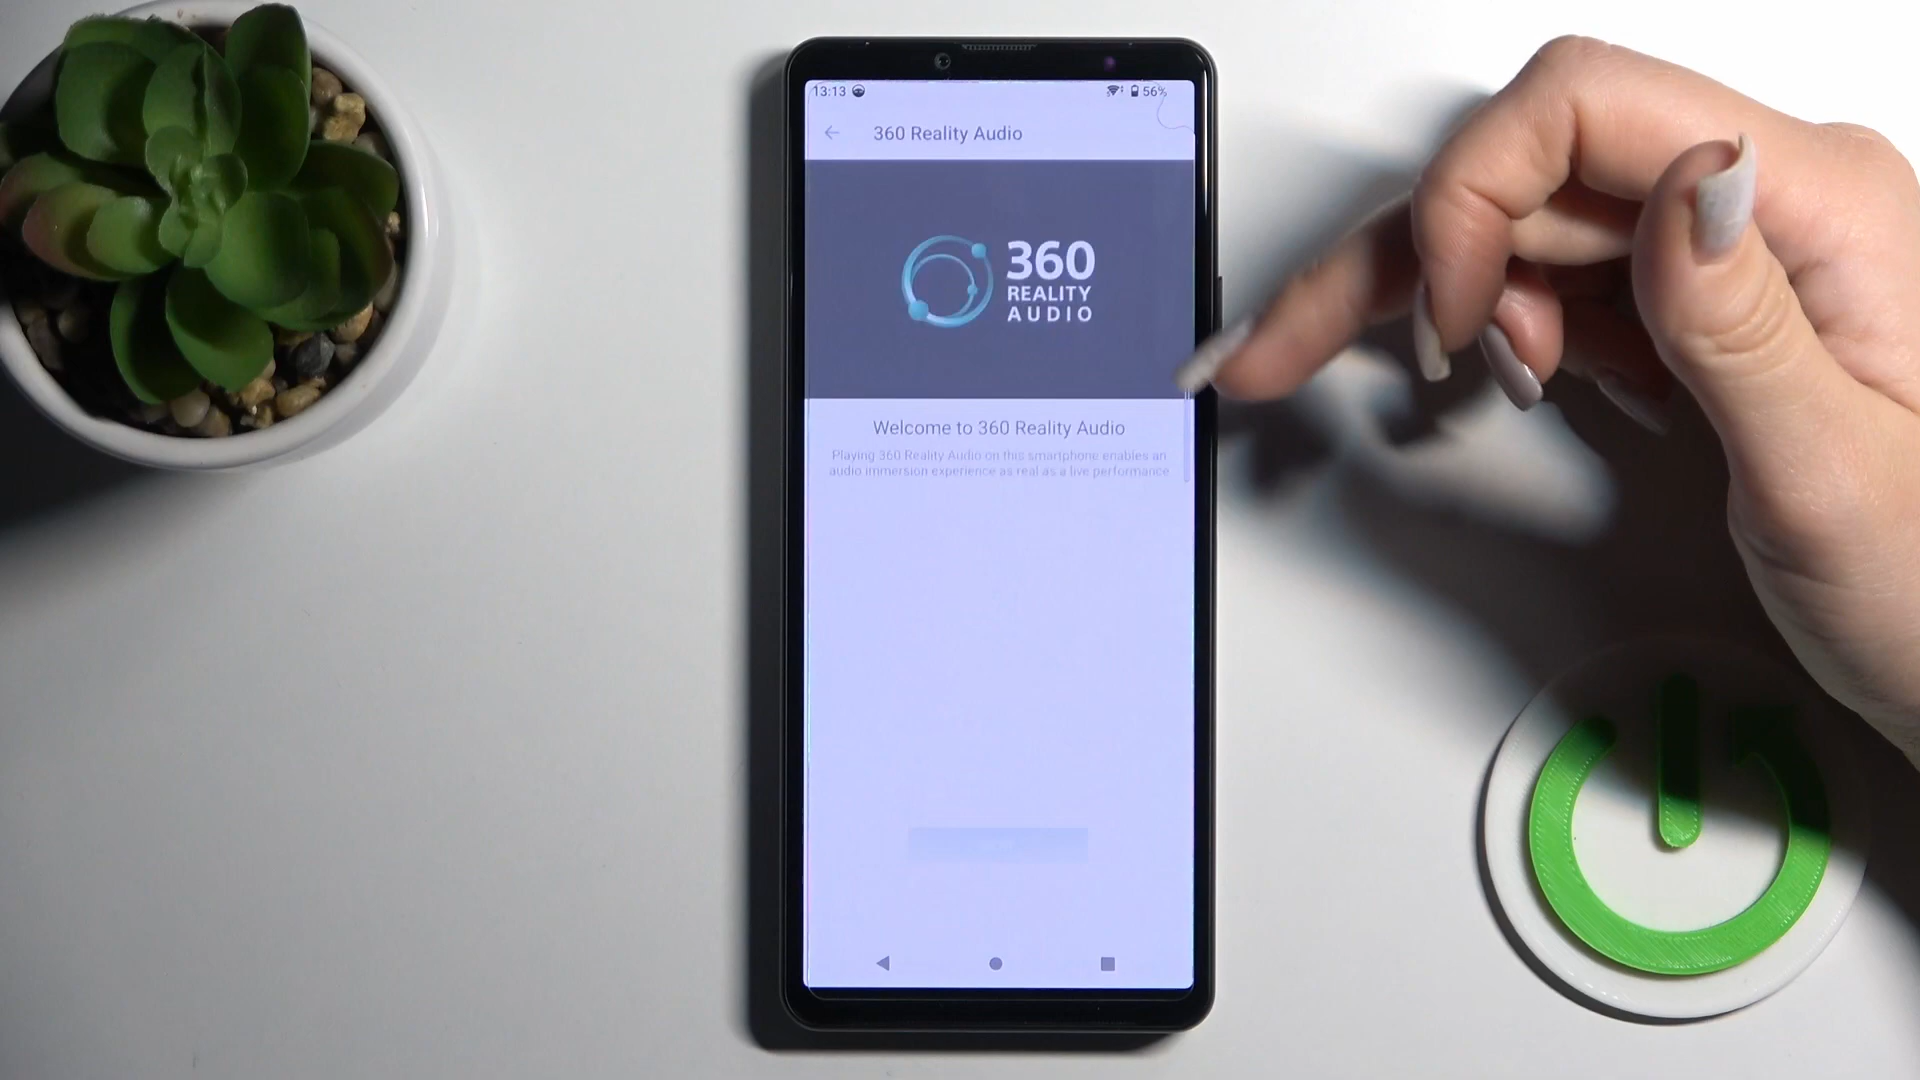 13:13 56%
360 Reality Audio
360
REALITY
AUDIO
Welcome to 360 Reality Audio
Playing 360 Reality Audio on this smartphone enables an
audio immersion experience as real as a live performance